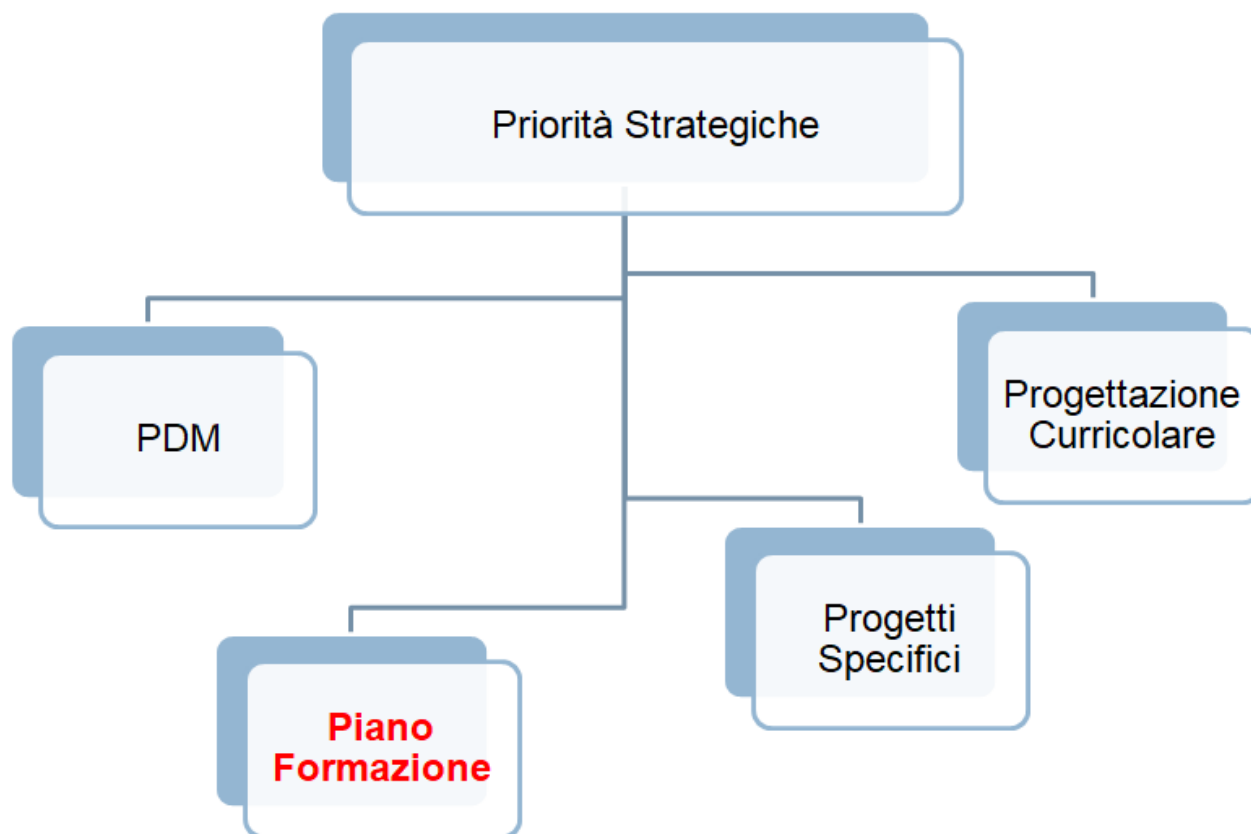 Priorità Strategiche
PDM
Progettazione
Curricolare
Progetti
Specifici
Piano
Formazione